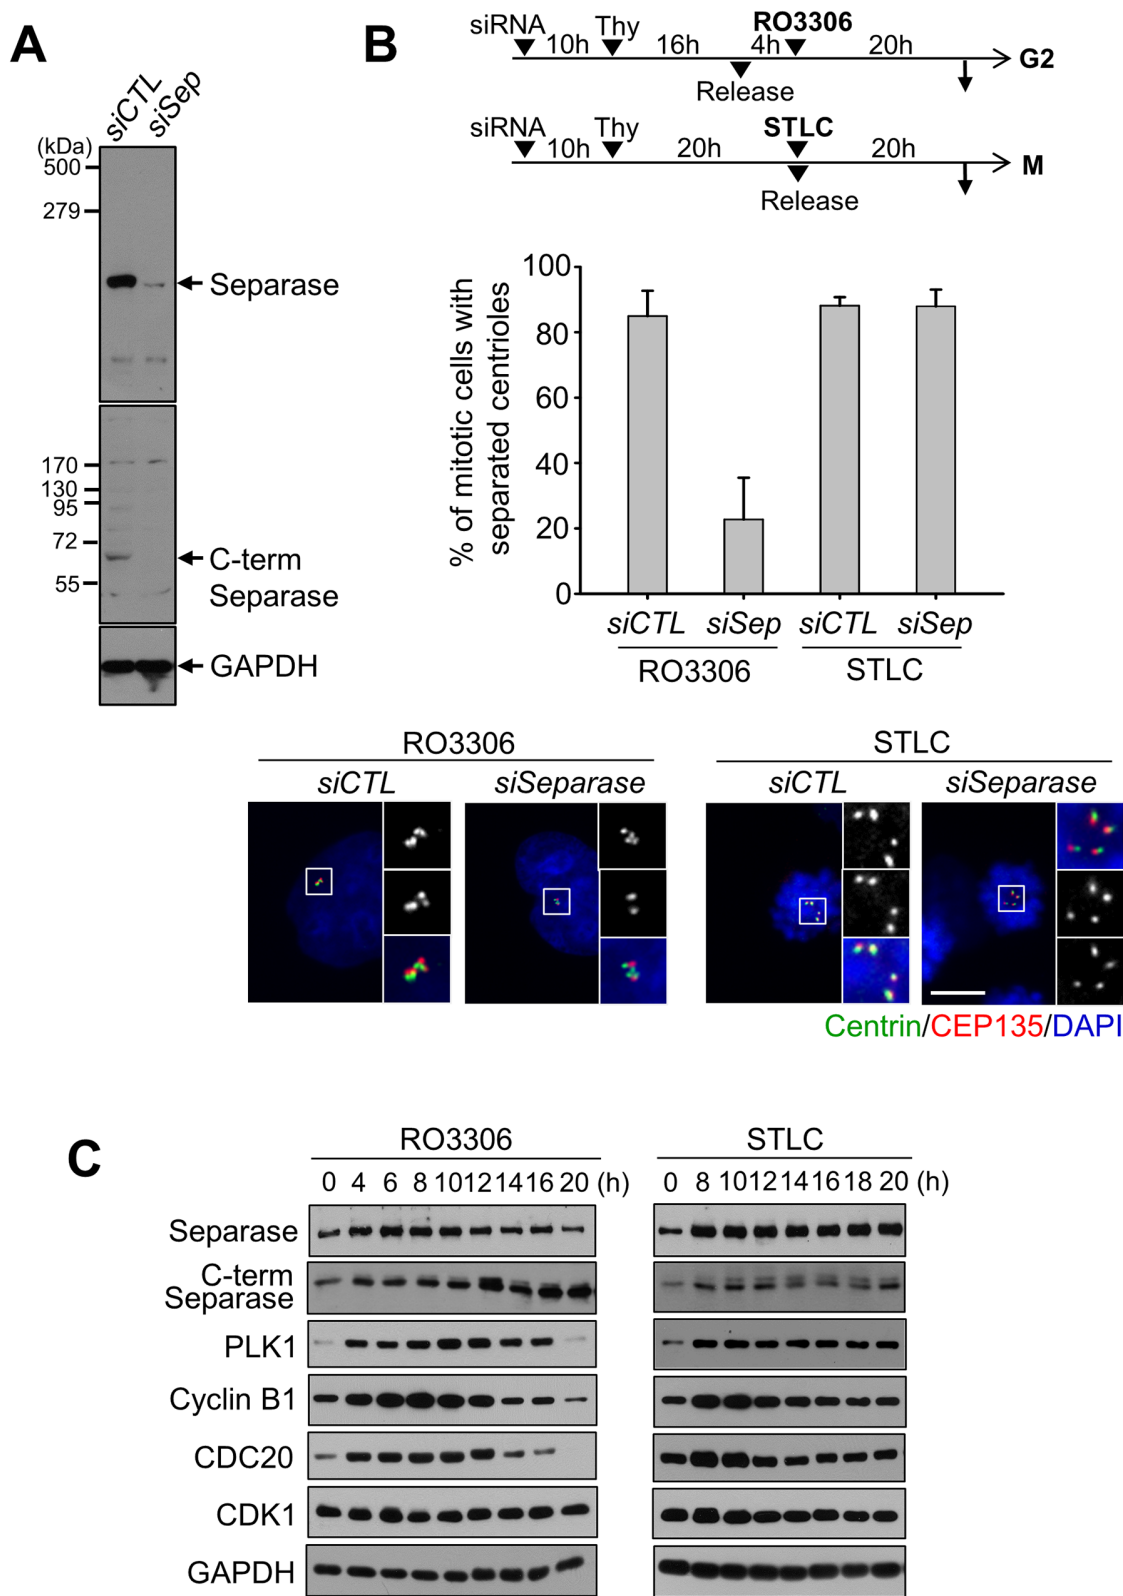 A
siCTL
siSep
(kDa)
500
279
Separase
170
130
95
72
55
C-term
Separase
GAPDH
B
siRNA Thy RO3306
10h 16h 4h 20h G2
Release
siRNA Thy STLC
10h 20h 20h M
Release
% of mitotic cells with
separated centrioles
100
80
60
40
20
0
siCTL siSep siCTL siSep
RO3306 STLC
RO3306 STLC
siCTL siSeparase siCTL siSeparase
Centrin/CEP135/DAPI
C
RO3306 STLC
0 4 6 8 10 12 14 16 20 (h) 0 8 10 12 14 16 18 20 (h)
Separase
C-term
Separase
PLK1
Cyclin B1
CDC20
CDK1
GAPDH